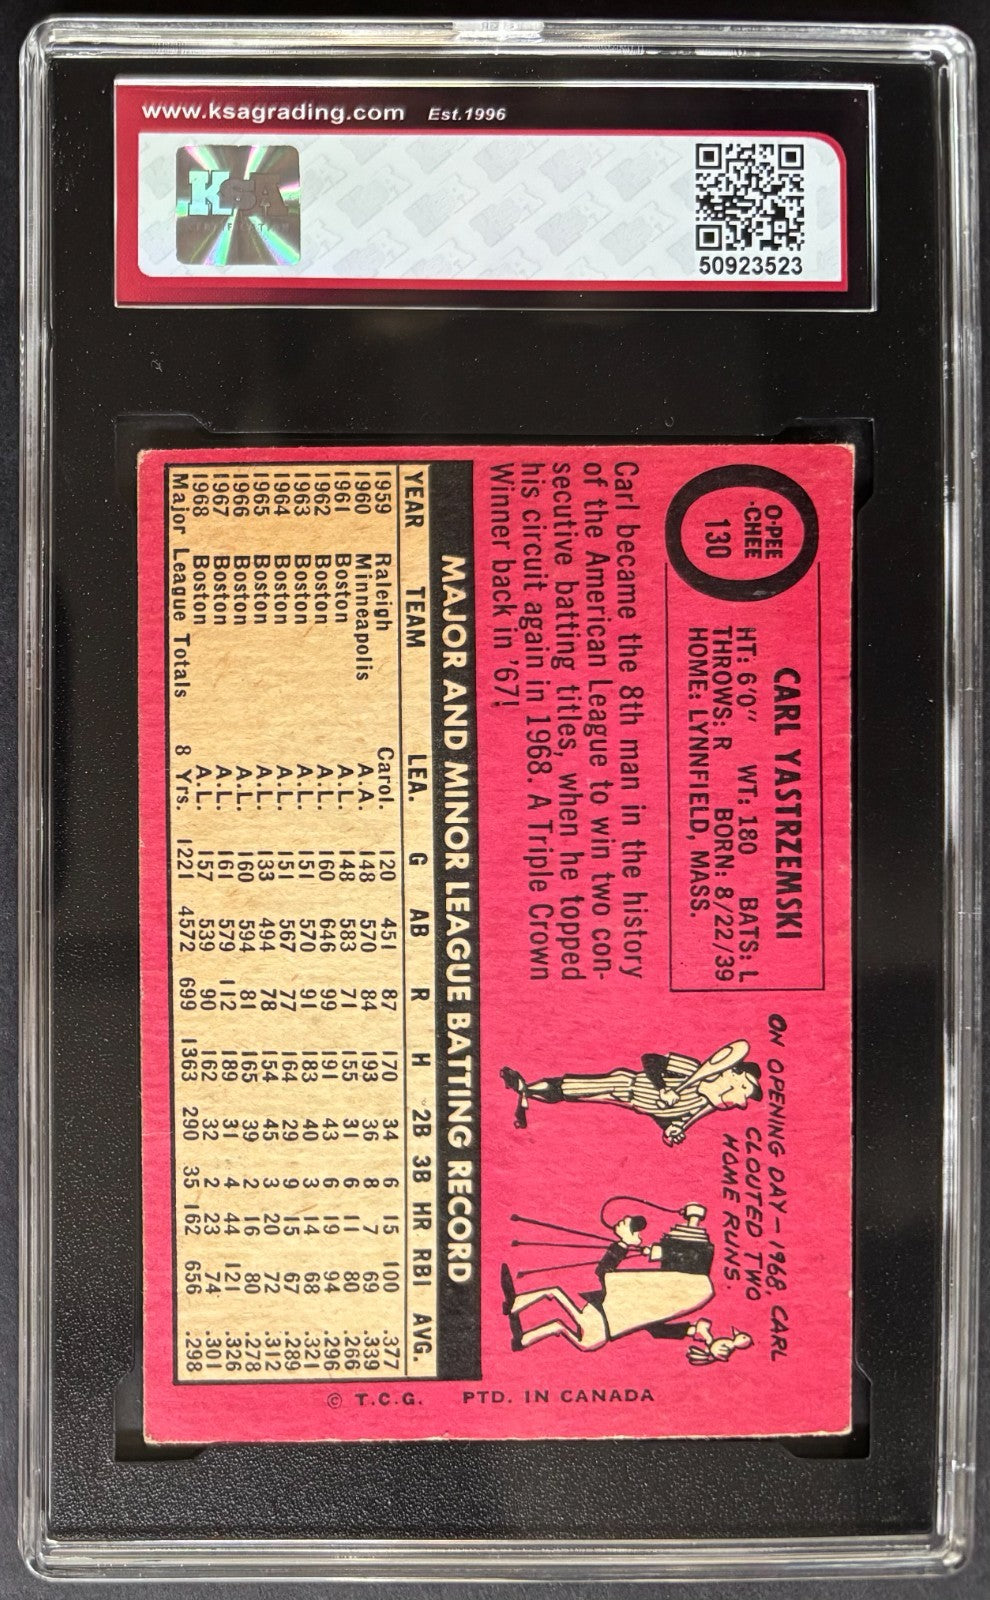 www.ksagrading.com Est.1996
KSA
CERTIFICATION
50923523
O-PEE
-CHEE
130
CARL YASTRZEMSKI
HT: 6'0" WT: 180 BATS: L
THROWS: R BORN: 8/22/39
HOME: LYNNFIELD, MASS.
ON OPENING DAY—1968, CARL
CLOUTED TWO
HOME RUNS.
Carl became the 8th man in the history
of the American League to win two con-
secutive batting titles, when he topped
his circuit again in 1968. A Triple Crown
Winner back in '67!
MAJOR AND MINOR LEAGUE BATTING RECORD
YEAR TEAM LEA. G AB R H 2B 3B HR RBI AVG.
1959 Raleigh Carol. 120 451 87 170 34 6 15 100 .377
1960 Minneapolis A.A. 148 570 84 193 36 8 7 69 .339
1961 Boston A.L. 148 583 71 155 31 6 11 80 .266
1962 Boston A.L. 160 646 99 191 43 6 19 94 .296
1963 Boston A.L. 151 570 91 183 40 3 14 68 .321
1964 Boston A.L. 151 567 77 164 29 9 15 67 .289
1965 Boston A.L. 133 494 78 154 45 3 20 72 .312
1966 Boston A.L. 160 594 81 165 39 2 16 80 .278
1967 Boston A.L. 161 579 112 189 31 4 44 121 .326
1968 Boston A.L. 157 539 90 162 32 2 23 74 .301
Major League Totals 8 Yrs. 1221 4572 699 1363 290 35 162 656 .298
© T.C.G. PTD. IN CANADA